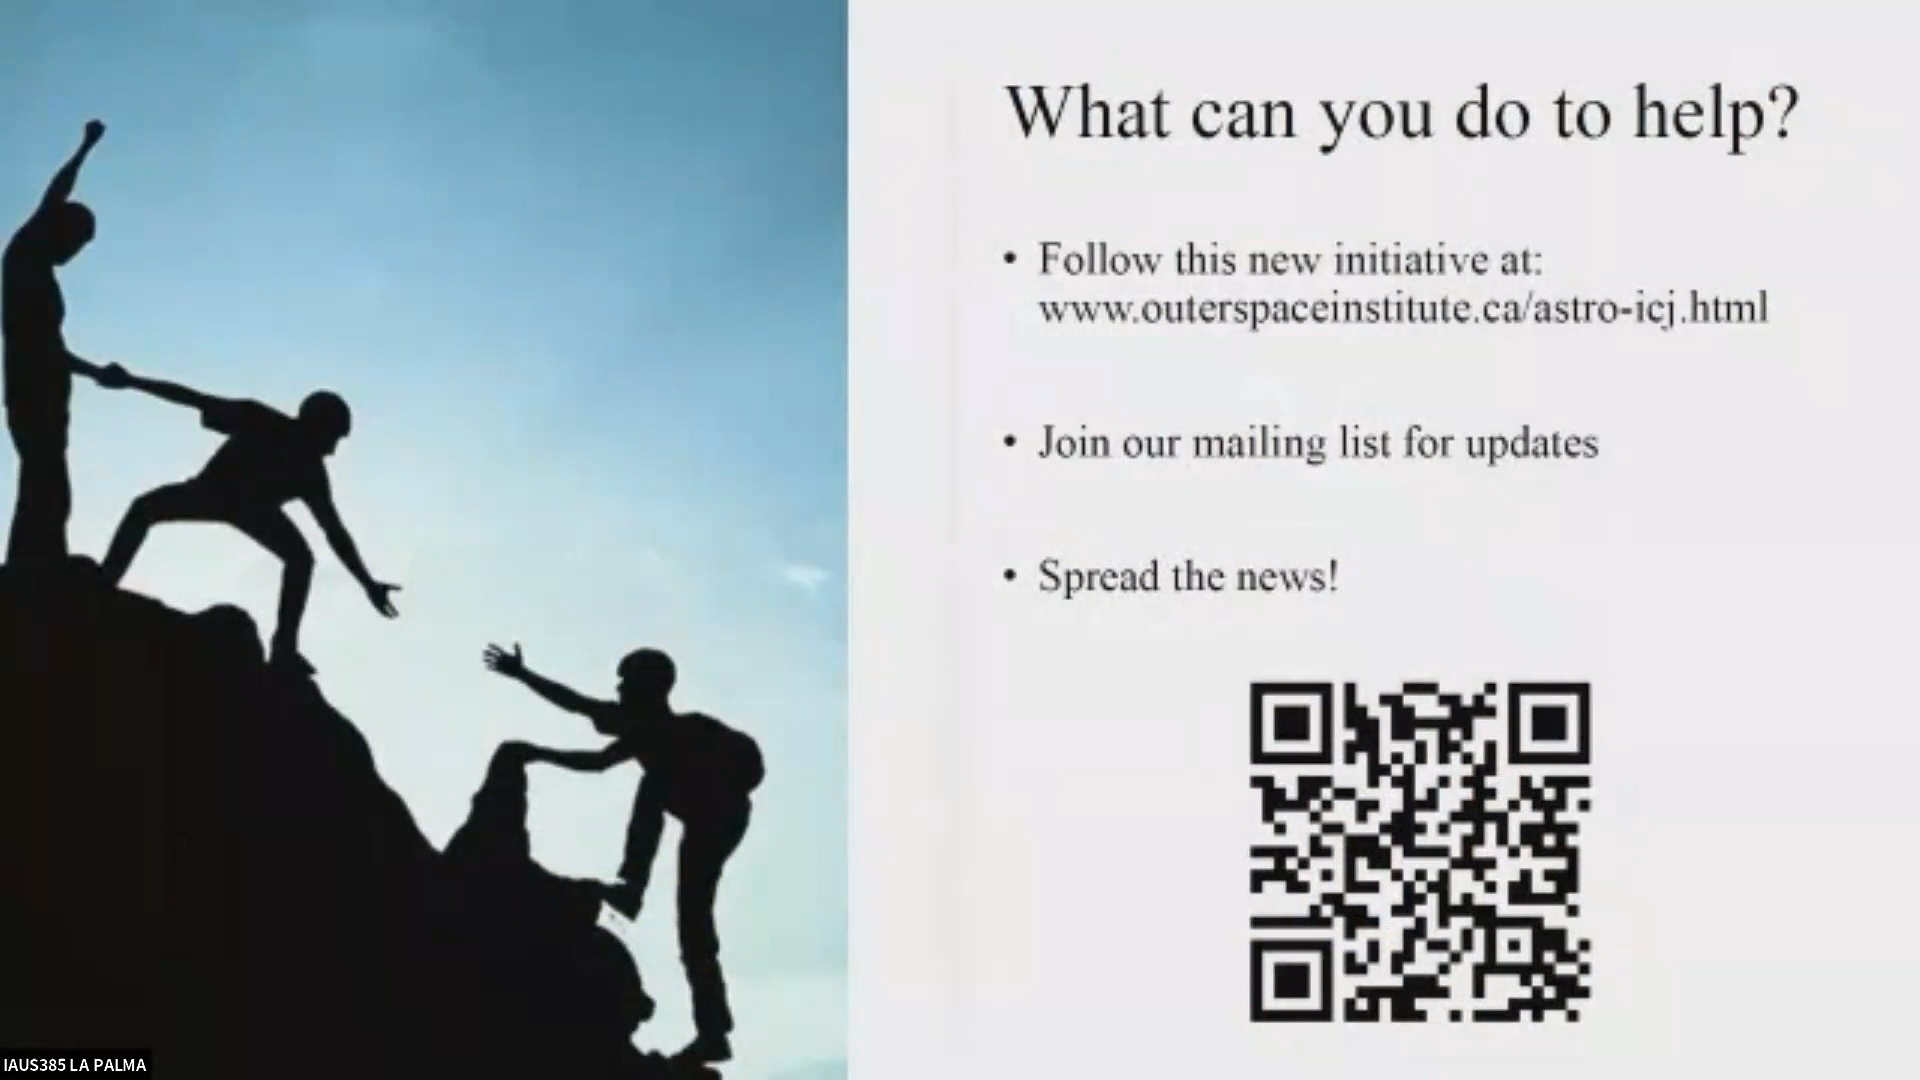 What can you do to help?
• Follow this new initiative at:
www.outerspaceinstitute.ca/astro-icj.html
• Join our mailing list for updates
• Spread the news!
IAUS385 LA PALMA